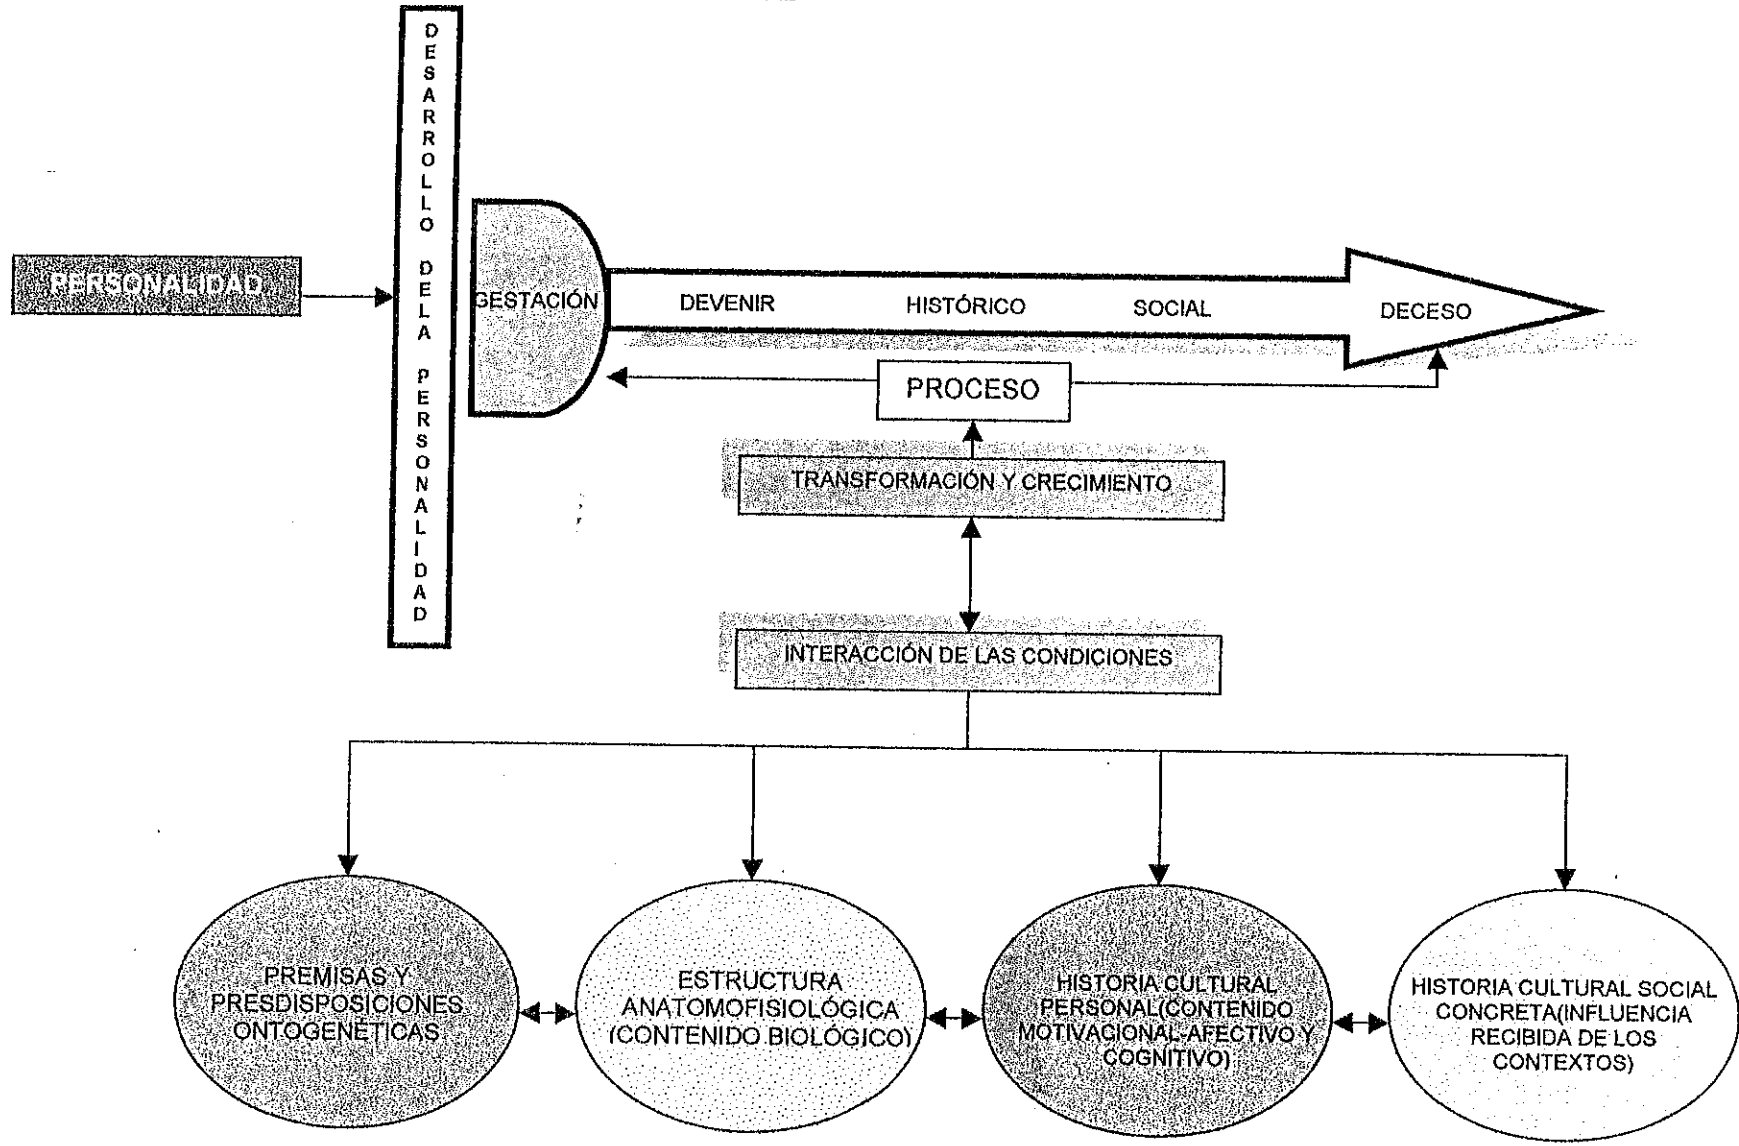 DESARROLLO DELA PERSONALIDAD
PERSONALIDAD
GESTACIÓN
DEVENIR HISTÓRICO SOCIAL DECESO
PROCESO
TRANSFORMACIÓN Y CRECIMIENTO
INTERACCIÓN DE LAS CONDICIONES
PREMISAS Y
PRESDISPOSICIONES
ONTOGENÉTICAS
ESTRUCTURA
ANATOMOFISIOLÓGICA
(CONTENIDO BIOLÓGICO)
HISTORIA CULTURAL
PERSONAL(CONTENIDO
MOTIVACIONAL-AFECTIVO Y
COGNITIVO)
HISTORIA CULTURAL SOCIAL
CONCRETA(INFLUENCIA
RECIBIDA DE LOS
CONTEXTOS)